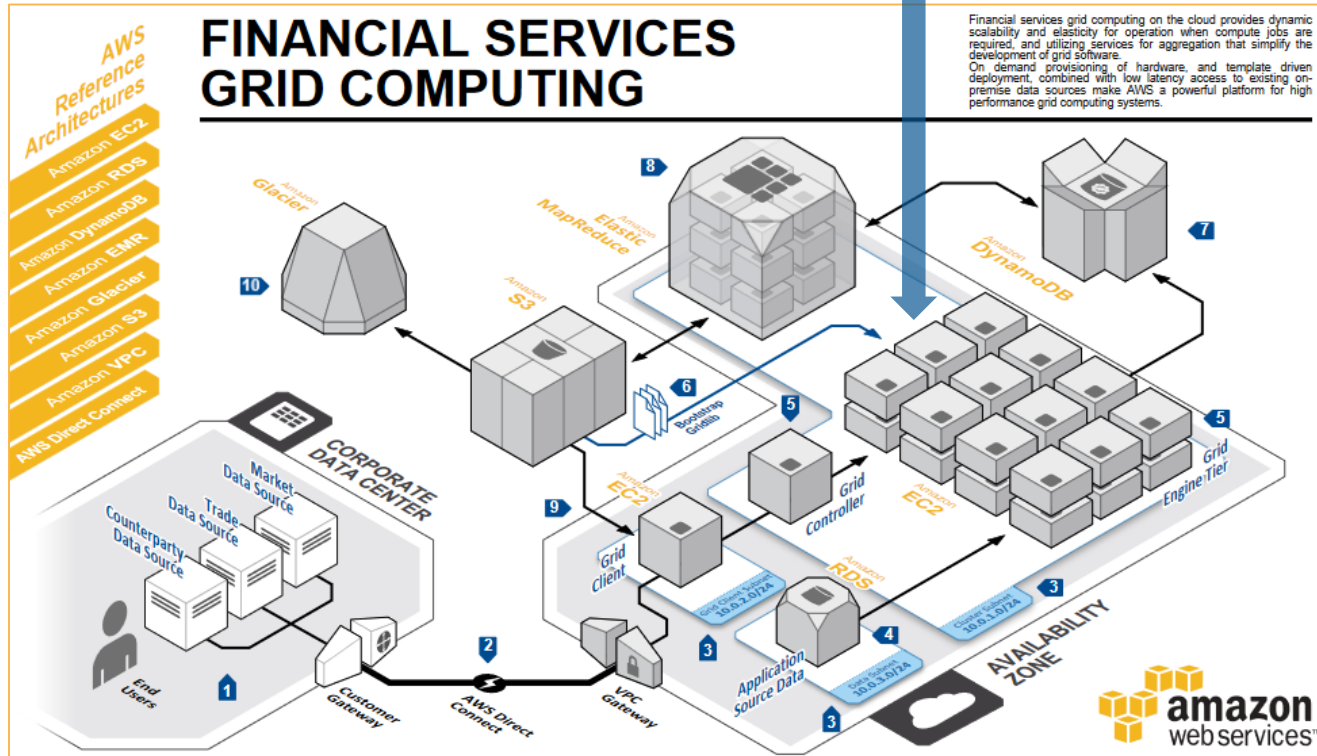 AWS
Reference
Architectures
Amazon EC2
Amazon RDS
Amazon DynamoDB
Amazon EMR
Amazon Glacier
Amazon S3
Amazon VPC
AWS Direct Connect
FINANCIAL SERVICES
GRID COMPUTING
Financial services grid computing on the cloud provides dynamic
scalability and elasticity for operation when compute jobs are
required, and utilizing services for aggregation that simplify the
development of grid software.
On demand provisioning of hardware, and template driven
deployment, combined with low latency access to existing on-
premise data sources make AWS a powerful platform for high
performance grid computing systems.
8
Amazon
Glacier
Amazon
Elastic
MapReduce
7
Amazon
DynamoDB
10
Amazon
S3
6
Bootstrap
Gridlib
5
5
Grid
Engine Tier
CORPORATE
DATA CENTER
Market
Data Source
Trade
Data Source
Counterparty
Data Source
9
Amazon
EC2
Grid
Client
Grid
Controller
Amazon
EC2
Amazon
RDS
Grid Client Subnet
10.0.2.0/24
3
Cluster Subnet
10.0.1.0/24
3
4
Application
Source Data
Data Subnet
10.0.3.0/24
3
AVAILABILITY
ZONE
End
Users
1
Customer
Gateway
2
AWS Direct
Connect
VPC
Gateway
amazon
web services™